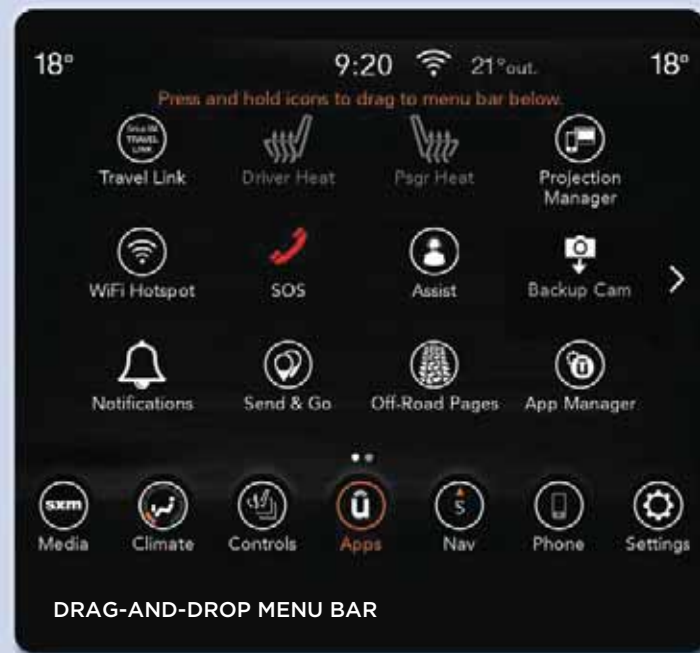 18° 9:20 21°out. 18°
Press and hold icons to drag to menu bar below.
TRAVEL
LINK
Travel Link Driver Heat Psgr Heat Projection
Manager
WiFi Hotspot SOS Assist Backup Cam
Notifications Send & Go Off-Road Pages App Manager
sxm û S
Media Climate Controls Apps Nav Phone Settings
DRAG-AND-DROP MENU BAR